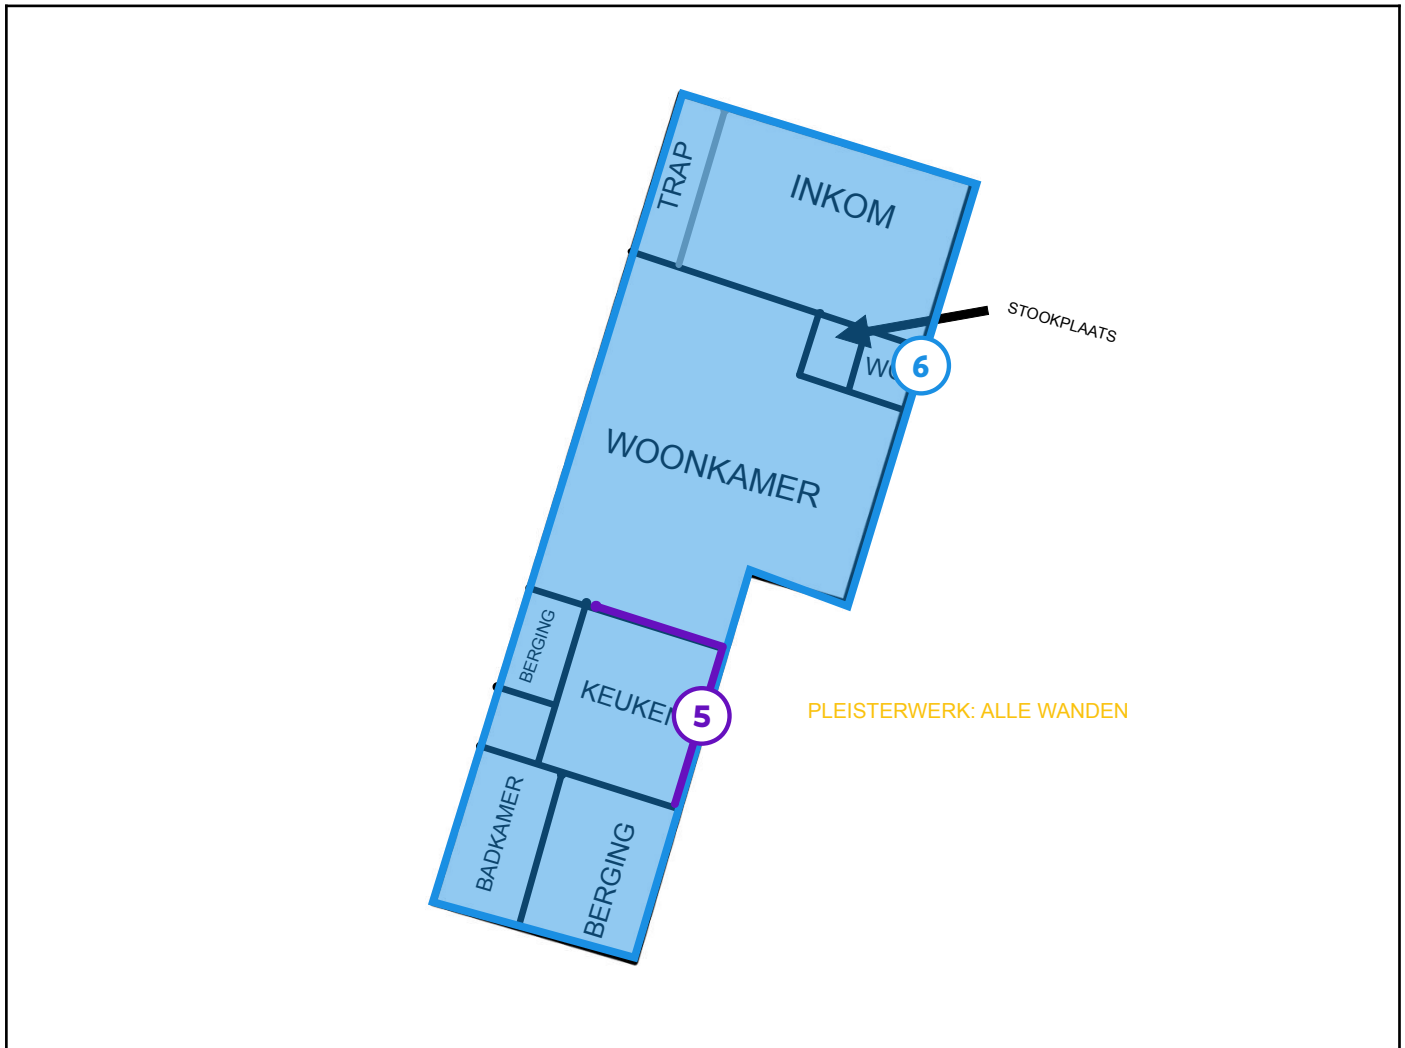 TRAP
INKOM
STOOKPLAATS
6
WOONKAMER
BERGING
KEUKEN
5
PLEISTERWERK: ALLE WANDEN
BADKAMER
BERGING